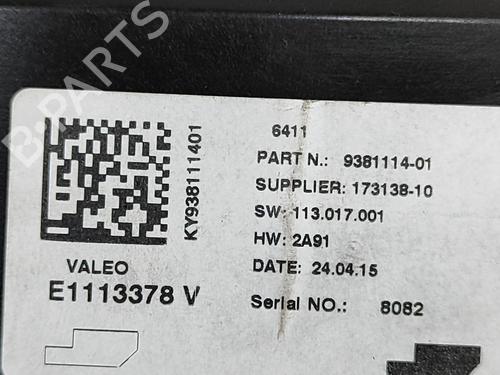 B-PARTS
KY938111401
6411
PART N.: 9381114-01
SUPPLIER: 173138-10
SW: 113.017.001
HW: 2A91
DATE: 24.04.15
Serial NO.: 8082
VALEO
E1113378 V